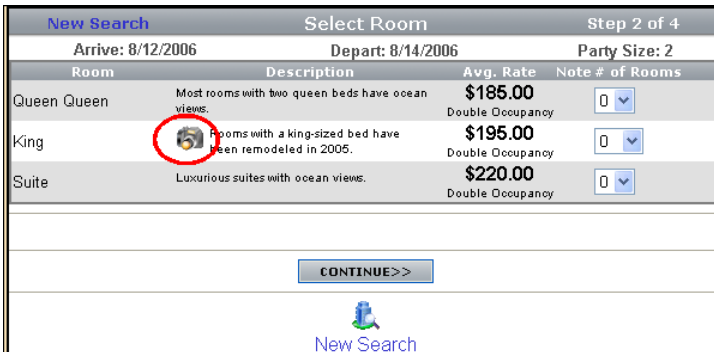 New Search Select Room Step 2 of 4
Arrive: 8/12/2006 Depart: 8/14/2006 Party Size: 2
Room Description Avg. Rate Note # of Rooms
Queen Queen Most rooms with two queen beds have ocean views. $185.00 Double Occupancy 0
King Rooms with a king-sized bed have been remodeled in 2005. $195.00 Double Occupancy 0
Suite Luxurious suites with ocean views. $220.00 Double Occupancy 0
CONTINUE>>
New Search